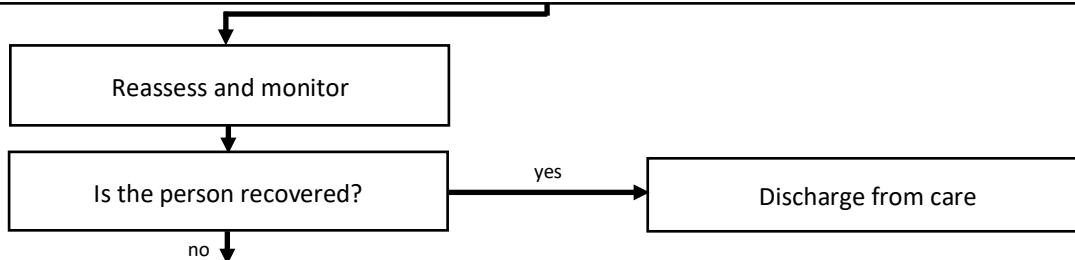 Reassess and monitor
Is the person recovered?
yes
Discharge from care
no